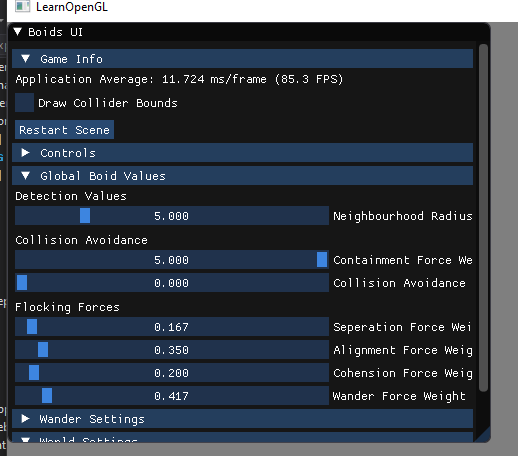 LearnOpenGL
Boids UI
Game Info
Application Average: 11.724 ms/frame (85.3 FPS)
Draw Collider Bounds
Restart Scene
Controls
Global Boid Values
Detection Values
5.000 Neighbourhood Radius
Collision Avoidance
5.000 Containment Force We
0.000 Collision Avoidance
Flocking Forces
0.167 Seperation Force Wei
0.350 Alignment Force Weig
0.200 Cohension Force Weig
0.417 Wander Force Weight
Wander Settings
World Settings